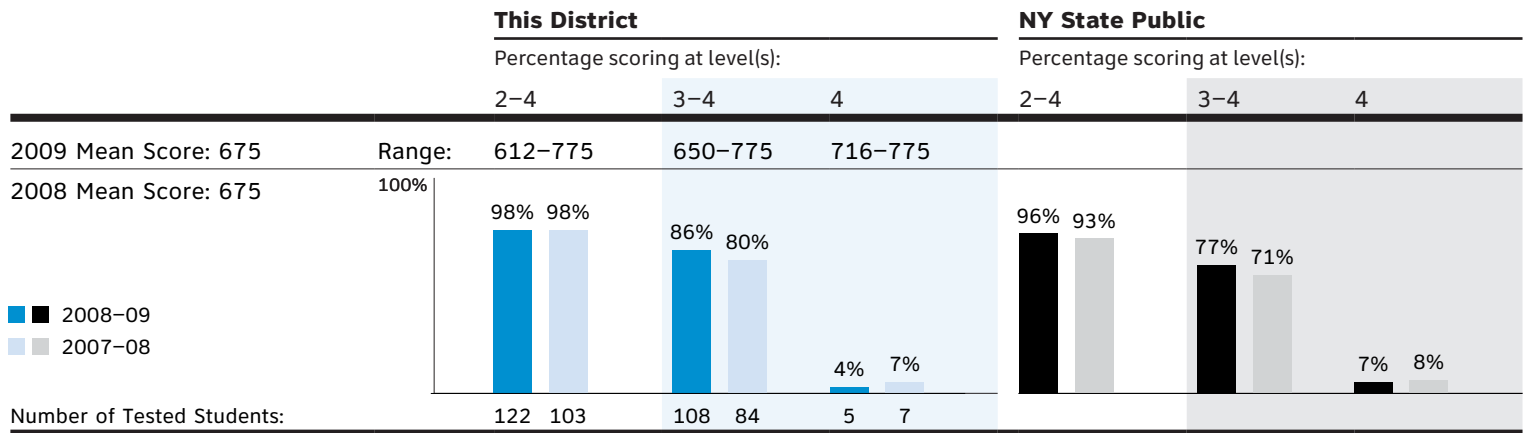 This District NY State Public
Percentage scoring at level(s): Percentage scoring at level(s):
2–4 3–4 4 2–4 3–4 4
2009 Mean Score: 675 Range: 612–775 650–775 716–775
2008 Mean Score: 675 100%
98% 98% 86% 80% 4% 7% 96% 93% 77% 71% 7% 8%
2008–09
2007–08
Number of Tested Students: 122 103 108 84 5 7